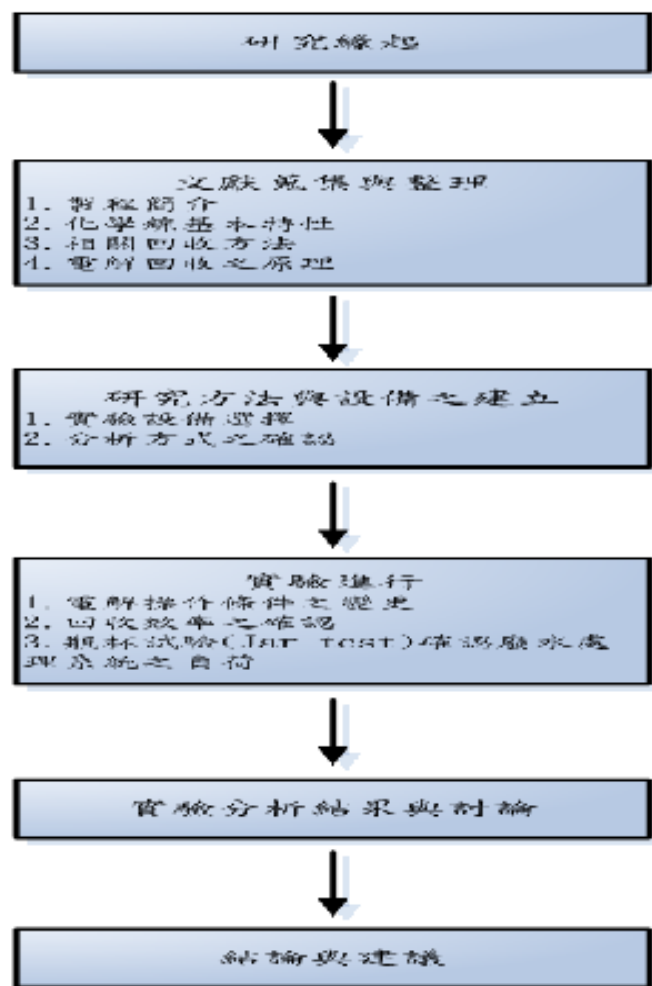 研究緣起
文獻蒐集與整理
1. 製程簡介
2. 化學鎳基本特性
3. 相關回收方法
4. 電解回收之原理
研究方法與設備之建立
1. 實驗設備選擇
2. 分析方式之確認
實驗進行
1. 電解操作條件之變更
2. 回收效率之確認
3. 瓶杯試驗(Jar test)確認廢水處
理系統之負荷
實驗分析結果與討論
結論與建議